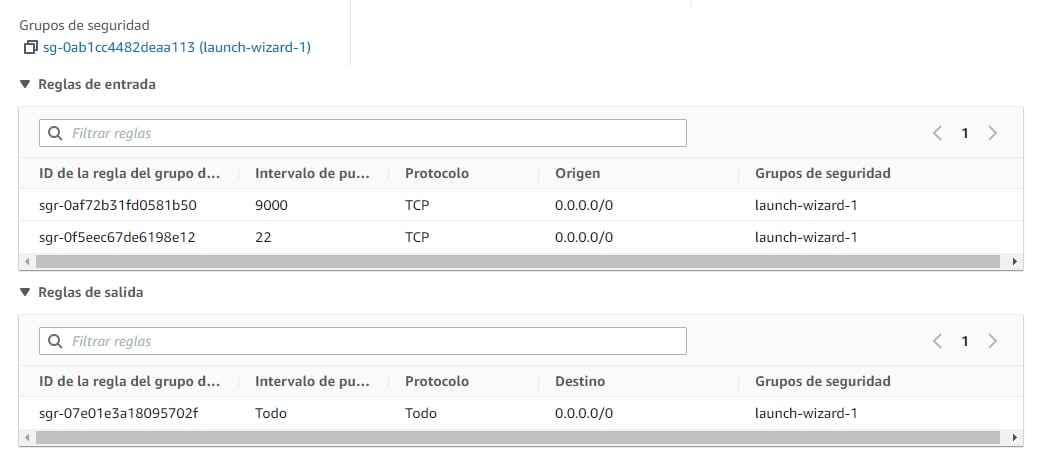 Grupos de seguridad
sg-0ab1cc4482deaa113 (launch-wizard-1)
Reglas de entrada
Filtrar reglas
1
ID de la regla del grupo d... Intervalo de pu... Protocolo Origen Grupos de seguridad
sgr-0af72b31fd0581b50 9000 TCP 0.0.0.0/0 launch-wizard-1
sgr-0f5eec67de6198e12 22 TCP 0.0.0.0/0 launch-wizard-1
Reglas de salida
Filtrar reglas
1
ID de la regla del grupo d... Intervalo de pu... Protocolo Destino Grupos de seguridad
sgr-07e01e3a18095702f Todo Todo 0.0.0.0/0 launch-wizard-1